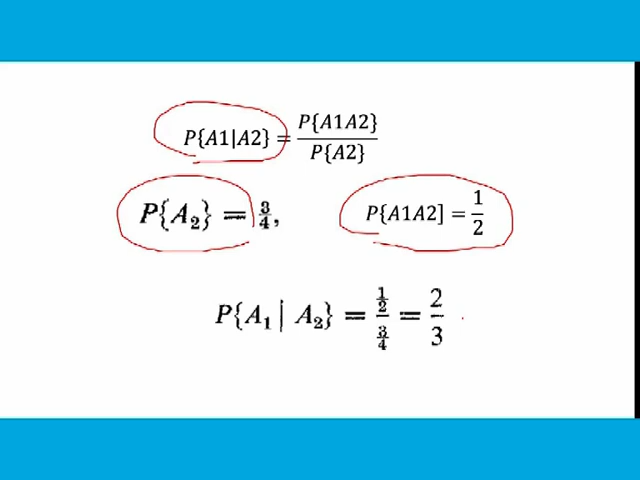 P{A1|A2} = P{A1A2} / P{A2}
P{A₂} = 3/4, P{A1A2] = 1/2
P{A₁ | A₂} = 1/2 / 3/4 = 2/3